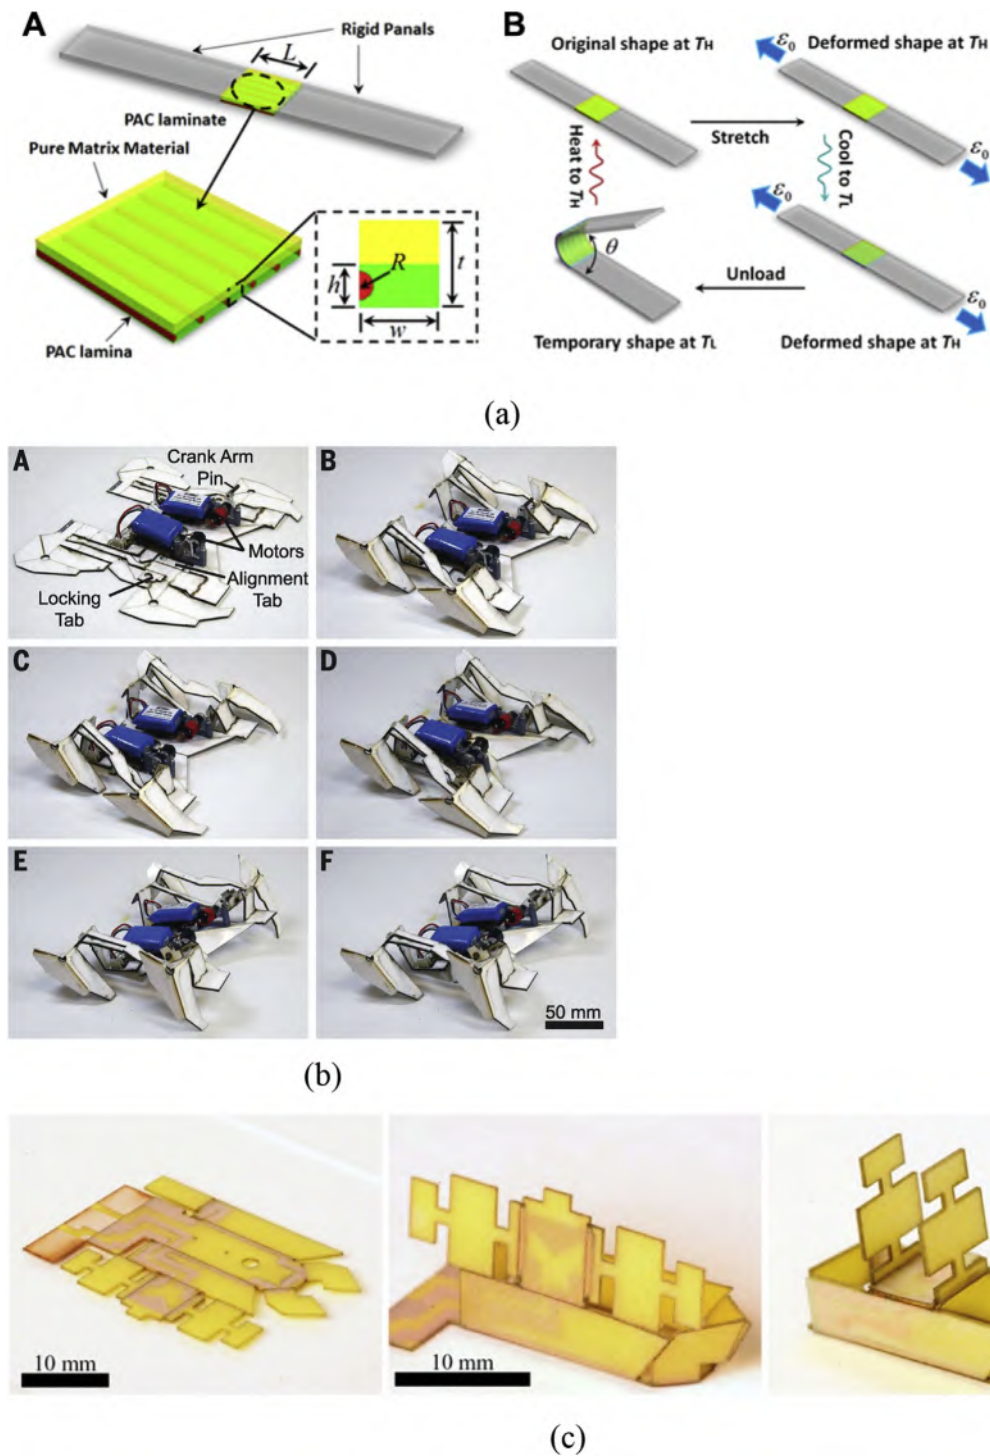 A
Rigid Panals
L
PAC laminate
Pure Matrix Material
R
h
t
w
PAC lamina
B
Original shape at TH
Deformed shape at TH
ε0
Stretch
ε0
Heat to TH
Cool to TL
ε0
θ
Unload
ε0
Temporary shape at TL
Deformed shape at TH
(a)
A
Crank Arm
Pin
Motors
Alignment
Tab
Locking
Tab
B
C
D
E
F
50 mm
(b)
10 mm
10 mm
(c)